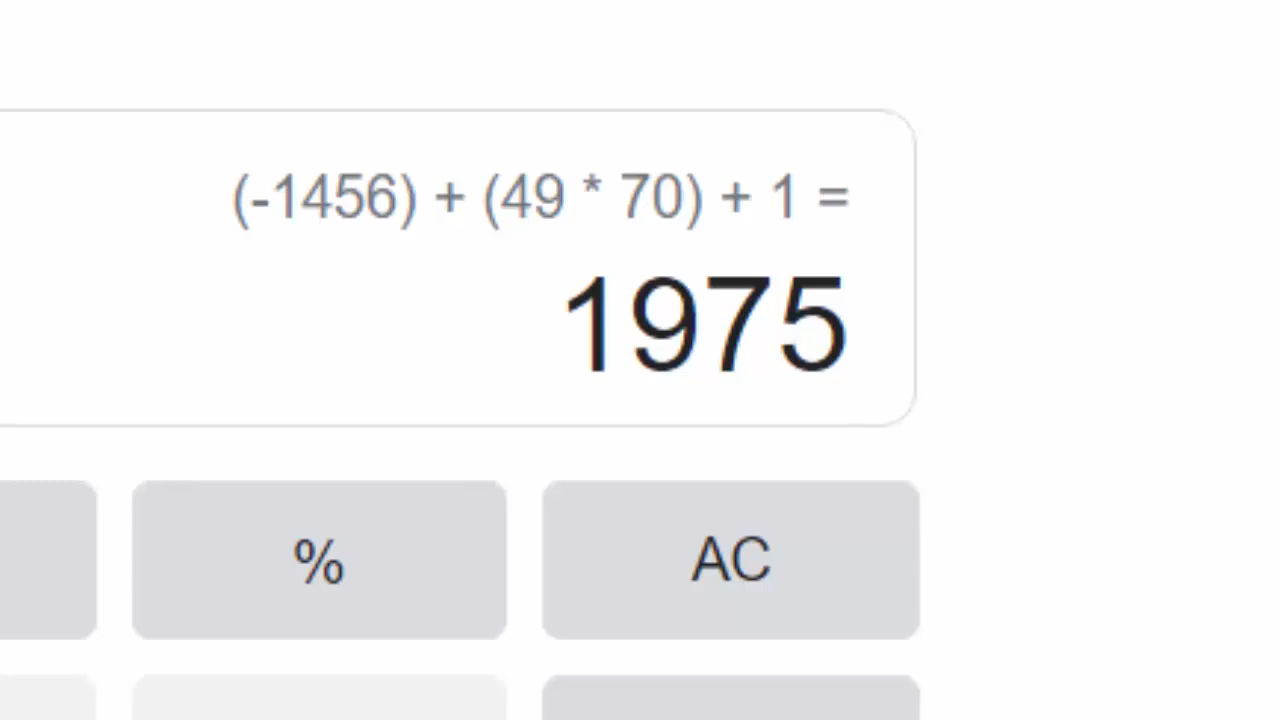 (-1456) + (49 * 70) + 1 =
1975
%
AC